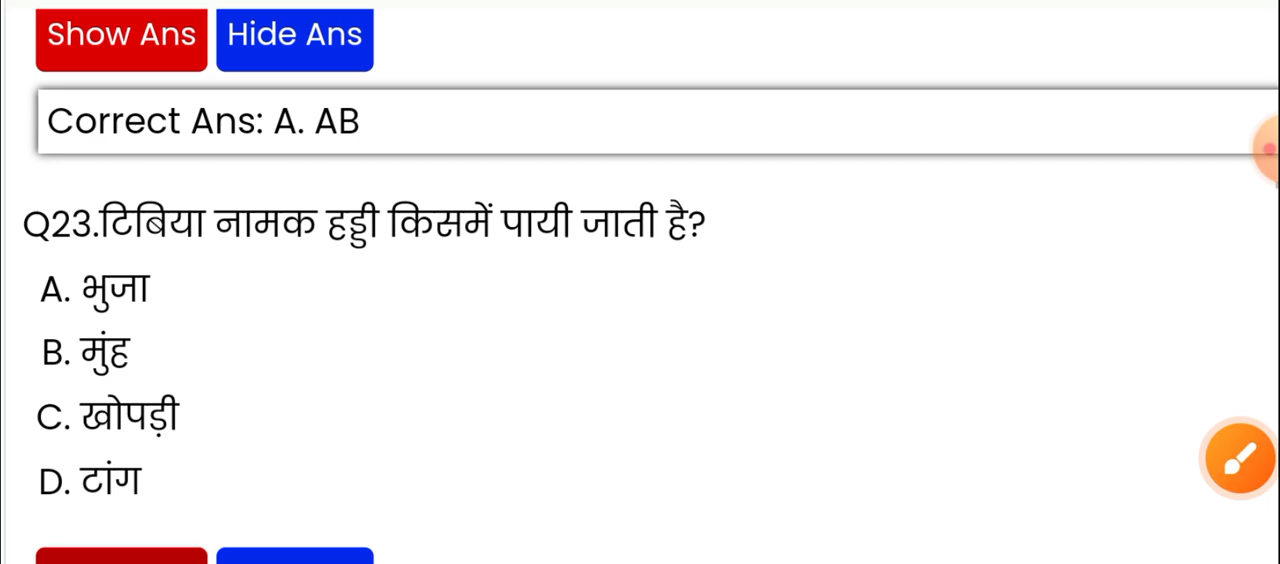 Show Ans Hide Ans
Correct Ans: A. AB
Q23.टिबिया नामक हड्डी किसमें पायी जाती है?
A. भुजा
B. मुंह
C. खोपड़ी
D. टांग